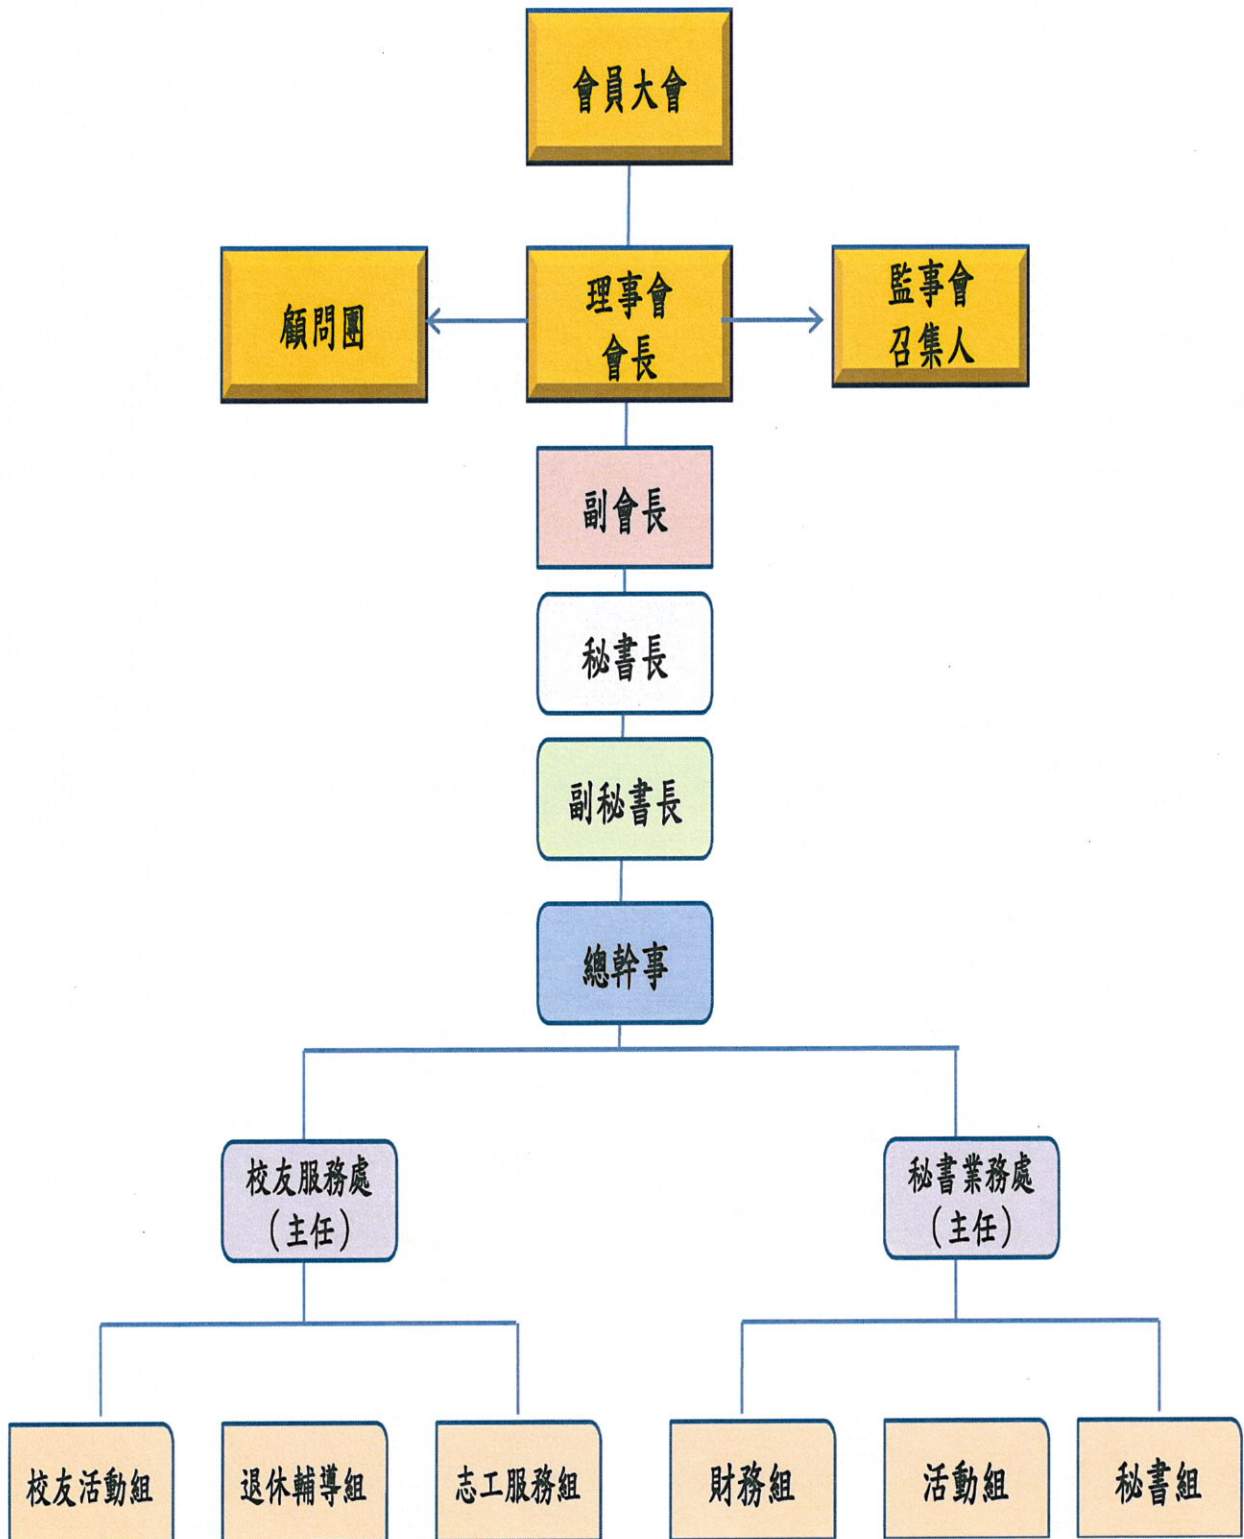 會員大會
顧問團
理事會
會長
監事會
召集人
副會長
秘書長
副秘書長
總幹事
校友服務處
(主任)
秘書業務處
(主任)
校友活動組
退休輔導組
志工服務組
財務組
活動組
秘書組